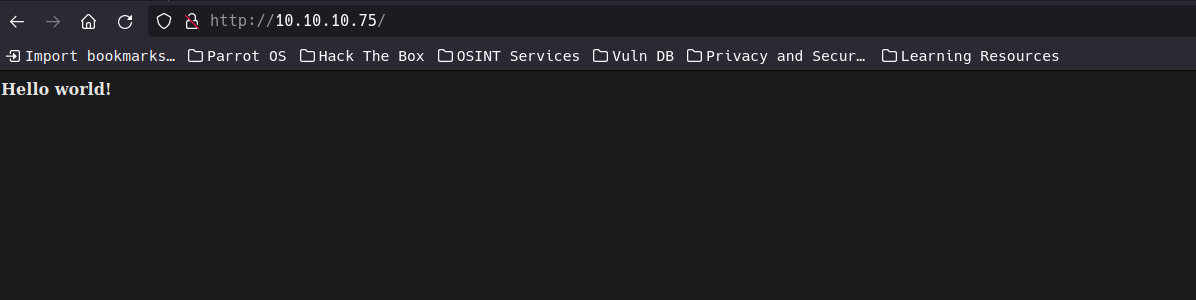 http://10.10.10.75/
Import bookmarks… Parrot OS Hack The Box OSINT Services Vuln DB Privacy and Secur… Learning Resources
Hello world!